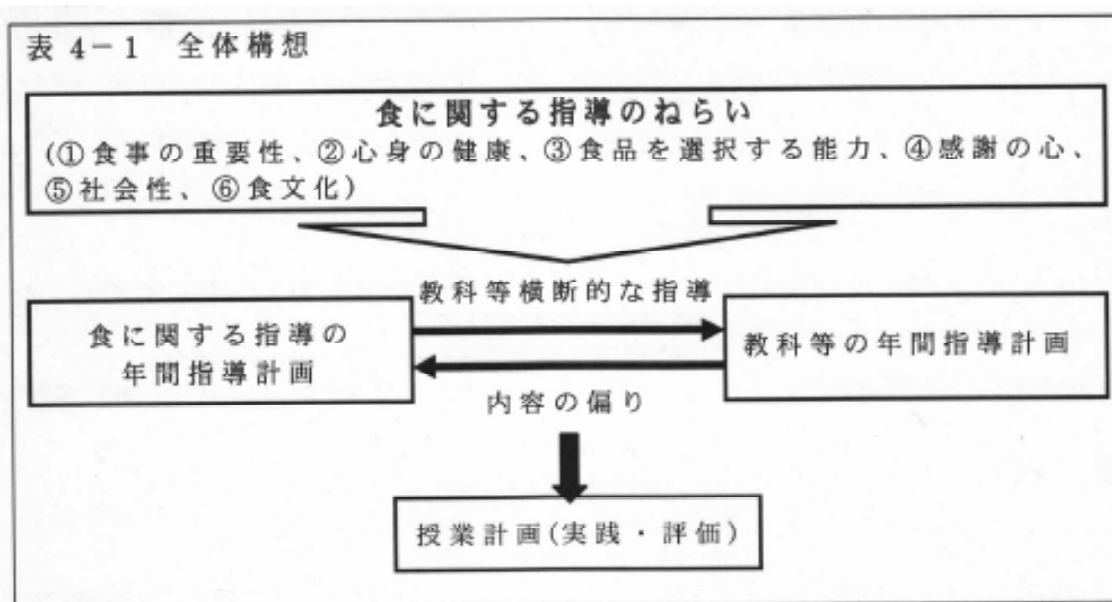 表 4－1　全体構想
食に関する指導のねらい
(①食事の重要性、②心身の健康、③食品を選択する能力、④感謝の心、
⑤社会性、⑥食文化)
教科等横断的な指導
食に関する指導の
年間指導計画
教科等の年間指導計画
内容の偏り
授業計画(実践・評価)